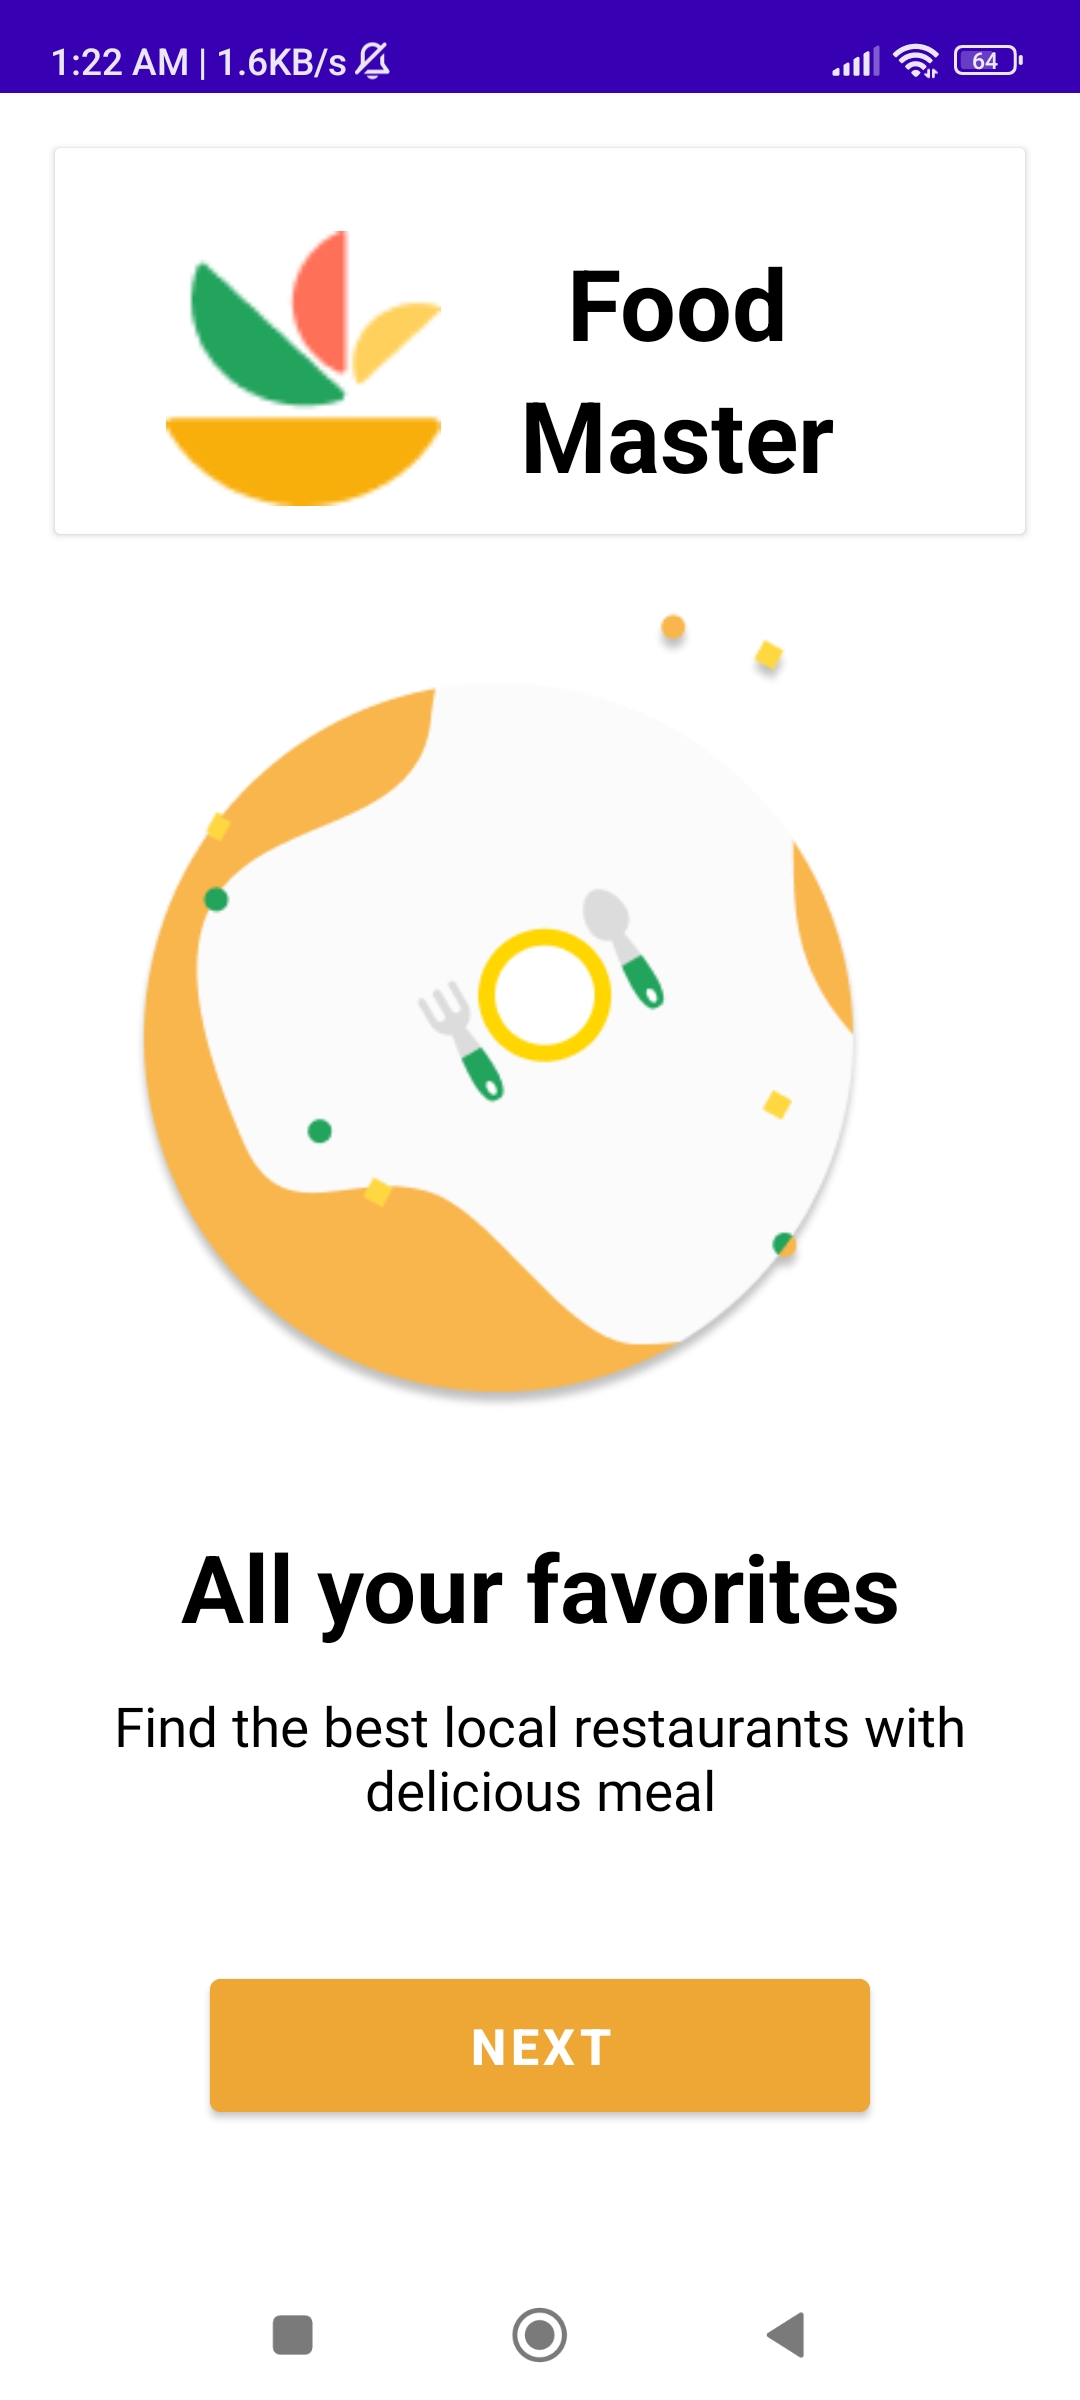 1:22 AM | 1.6KB/s 64
Food
Master
All your favorites
Find the best local restaurants with
delicious meal
NEXT